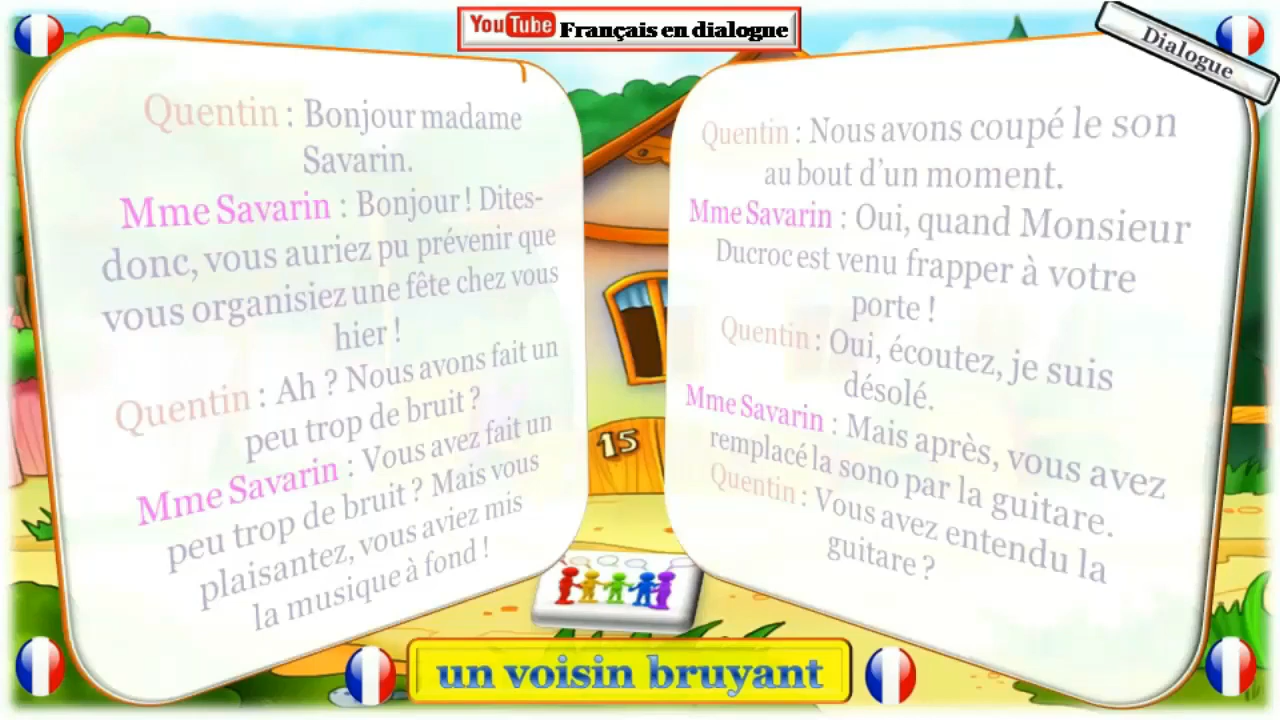 YouTube Français en dialogue
Dialogue
Quentin : Bonjour madame
Savarin.
Mme Savarin : Bonjour ! Dites-
donc, vous auriez pu prévenir que
vous organisiez une fête chez vous
hier !
Quentin : Ah ? Nous avons fait un
peu trop de bruit ?
Mme Savarin : Vous avez fait un
peu trop de bruit ? Mais vous
plaisantez, vous aviez mis
la musique à fond !
Quentin : Nous avons coupé le son
au bout d'un moment.
Mme Savarin : Oui, quand Monsieur
Ducroc est venu frapper à votre
porte !
Quentin : Oui, écoutez, je suis
désolé.
Mme Savarin : Mais après, vous avez
remplacé la sono par la guitare.
Quentin : Vous avez entendu la
guitare ?
15
un voisin bruyant